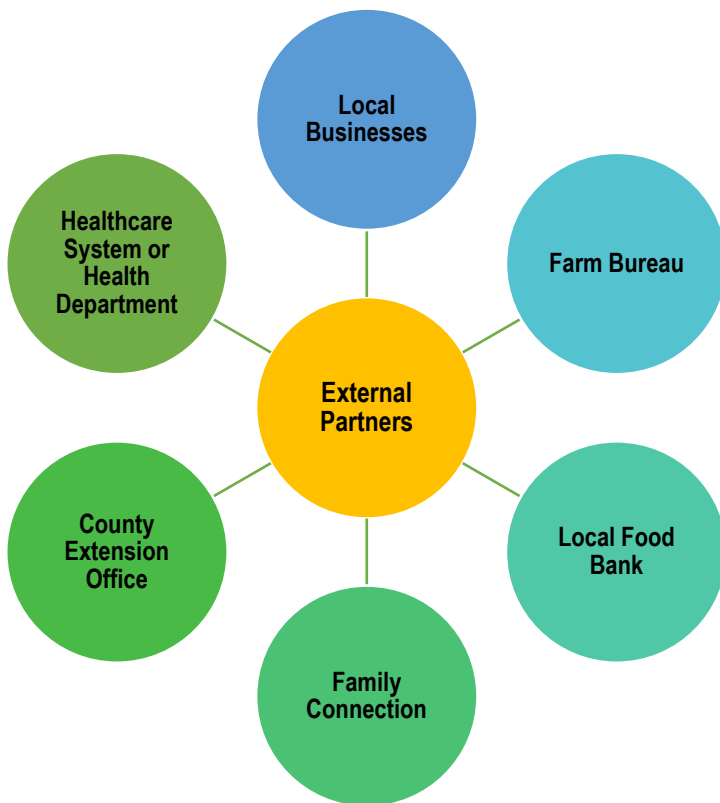 Local
Businesses
Healthcare
System or
Health
Department
Farm Bureau
External
Partners
County
Extension
Office
Local Food
Bank
Family
Connection